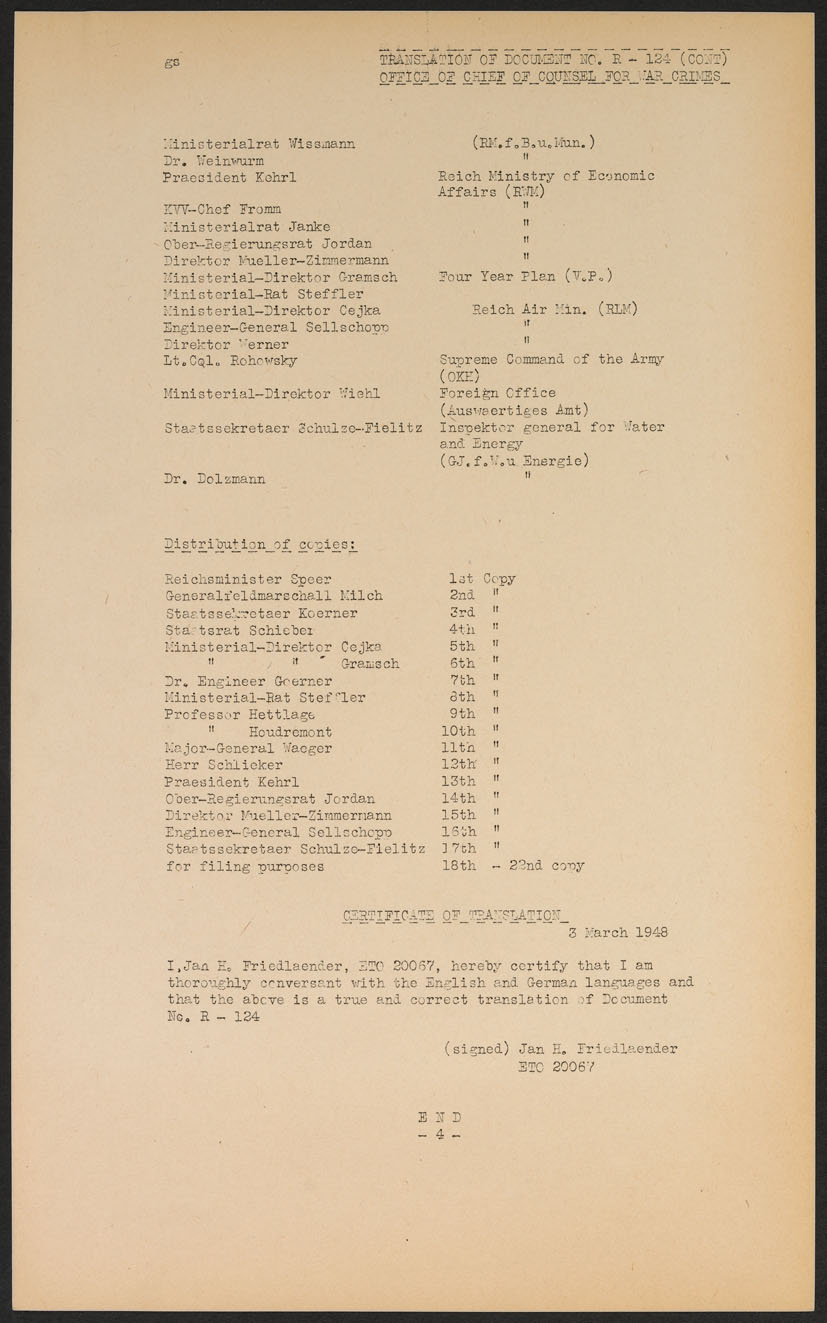 gs TRANSLATION OF DOCUMENT NO. R - 124 (CONT)
OFFICE OF CHIEF OF COUNSEL FOR WAR CRIMES
Ministerialrat Wissmann (RM.f.B.u.Mun.)
Dr. Weinwurm "
Praesident Kehrl Reich Ministry of Economic
Affairs (RWM)
KVV-Chef Fromm "
Ministerialrat Janke "
Ober-Regierungsrat Jordan "
Direktor Mueller-Zimmermann "
Ministerial-Direktor Gramsch Four Year Plan (V.P.)
Ministerial-Rat Steffler
Ministerial-Direktor Cejka Reich Air Min. (RLM)
Engineer-General Sellschopp "
Direktor Werner "
Lt.Col. Rohowsky Supreme Command of the Army
(OKH)
Ministerial-Direktor Wiehl Foreign Office
(Auswaertiges Amt)
Staatssekretaer Schulze-Fielitz Inspektor general for Water
and Energy
(GJ.f.W.u Energie)
Dr. Dolzmann "
Distribution of copies:
Reichsminister Speer 1st Copy
Generalfeldmarschall Milch 2nd "
Staatssekretaer Koerner 3rd "
Staatsrat Schieber 4th "
Ministerial-Direktor Cejka 5th "
" " Gramsch 6th "
Dr. Engineer Goerner 7th "
Ministerial-Rat Steffler 8th "
Professor Hettlage 9th "
" Houdremont 10th "
Major-General Waeger 11th "
Herr Schlieker 12th "
Praesident Kehrl 13th "
Ober-Regierungsrat Jordan 14th "
Direktor Mueller-Zimmermann 15th "
Engineer-General Sellschopp 16th "
Staatssekretaer Schulze-Fielitz 17th "
for filing purposes 18th - 22nd copy
CERTIFICATE OF TRANSLATION
3 March 1948
I,Jan H. Friedlaender, ETO 20067, hereby certify that I am
thoroughly conversant with the English and German languages and
that the above is a true and correct translation of Document
No. R - 124
(signed) Jan H. Friedlaender
ETO 20067
E N D
- 4 -